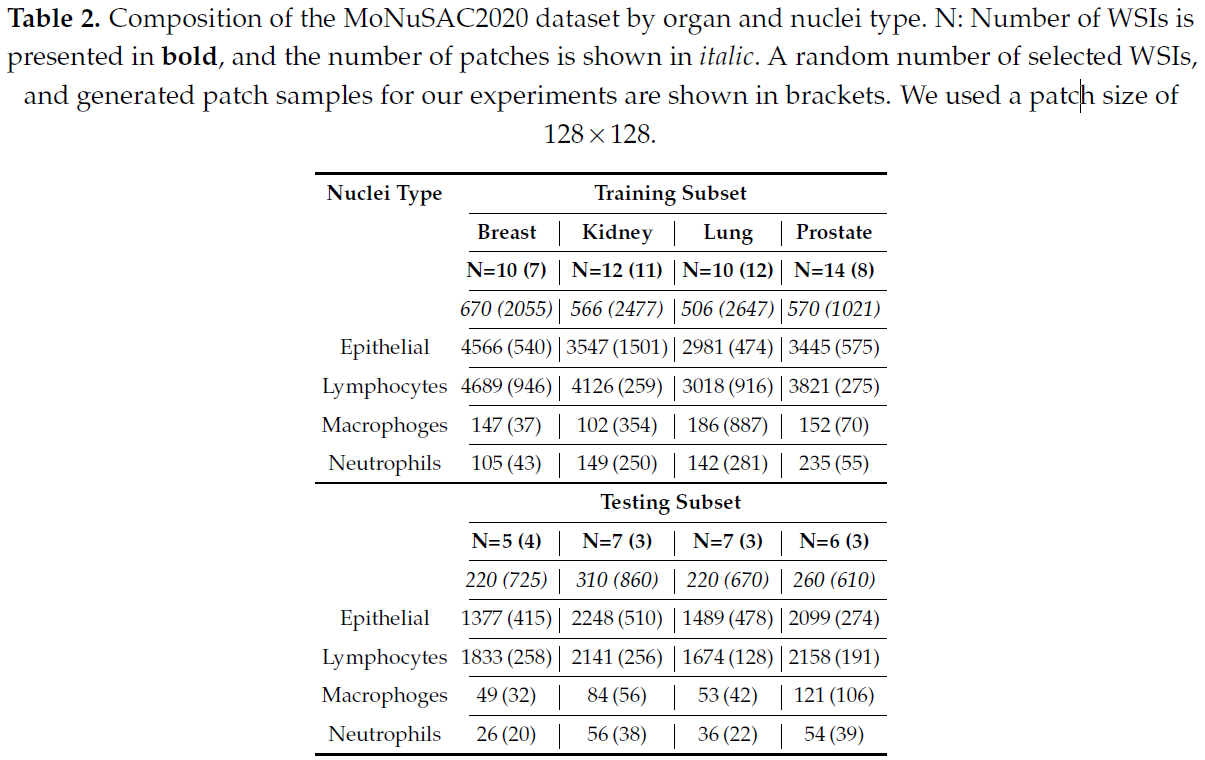 Table 2. Composition of the MoNuSAC2020 dataset by organ and nuclei type. N: Number of WSIs is
presented in bold, and the number of patches is shown in italic. A random number of selected WSIs,
and generated patch samples for our experiments are shown in brackets. We used a patch size of
128 × 128.
Nuclei Type Training Subset
Breast Kidney Lung Prostate
N=10 (7) N=12 (11) N=10 (12) N=14 (8)
670 (2055) 566 (2477) 506 (2647) 570 (1021)
Epithelial 4566 (540) 3547 (1501) 2981 (474) 3445 (575)
Lymphocytes 4689 (946) 4126 (259) 3018 (916) 3821 (275)
Macrophoges 147 (37) 102 (354) 186 (887) 152 (70)
Neutrophils 105 (43) 149 (250) 142 (281) 235 (55)
Testing Subset
N=5 (4) N=7 (3) N=7 (3) N=6 (3)
220 (725) 310 (860) 220 (670) 260 (610)
Epithelial 1377 (415) 2248 (510) 1489 (478) 2099 (274)
Lymphocytes 1833 (258) 2141 (256) 1674 (128) 2158 (191)
Macrophoges 49 (32) 84 (56) 53 (42) 121 (106)
Neutrophils 26 (20) 56 (38) 36 (22) 54 (39)